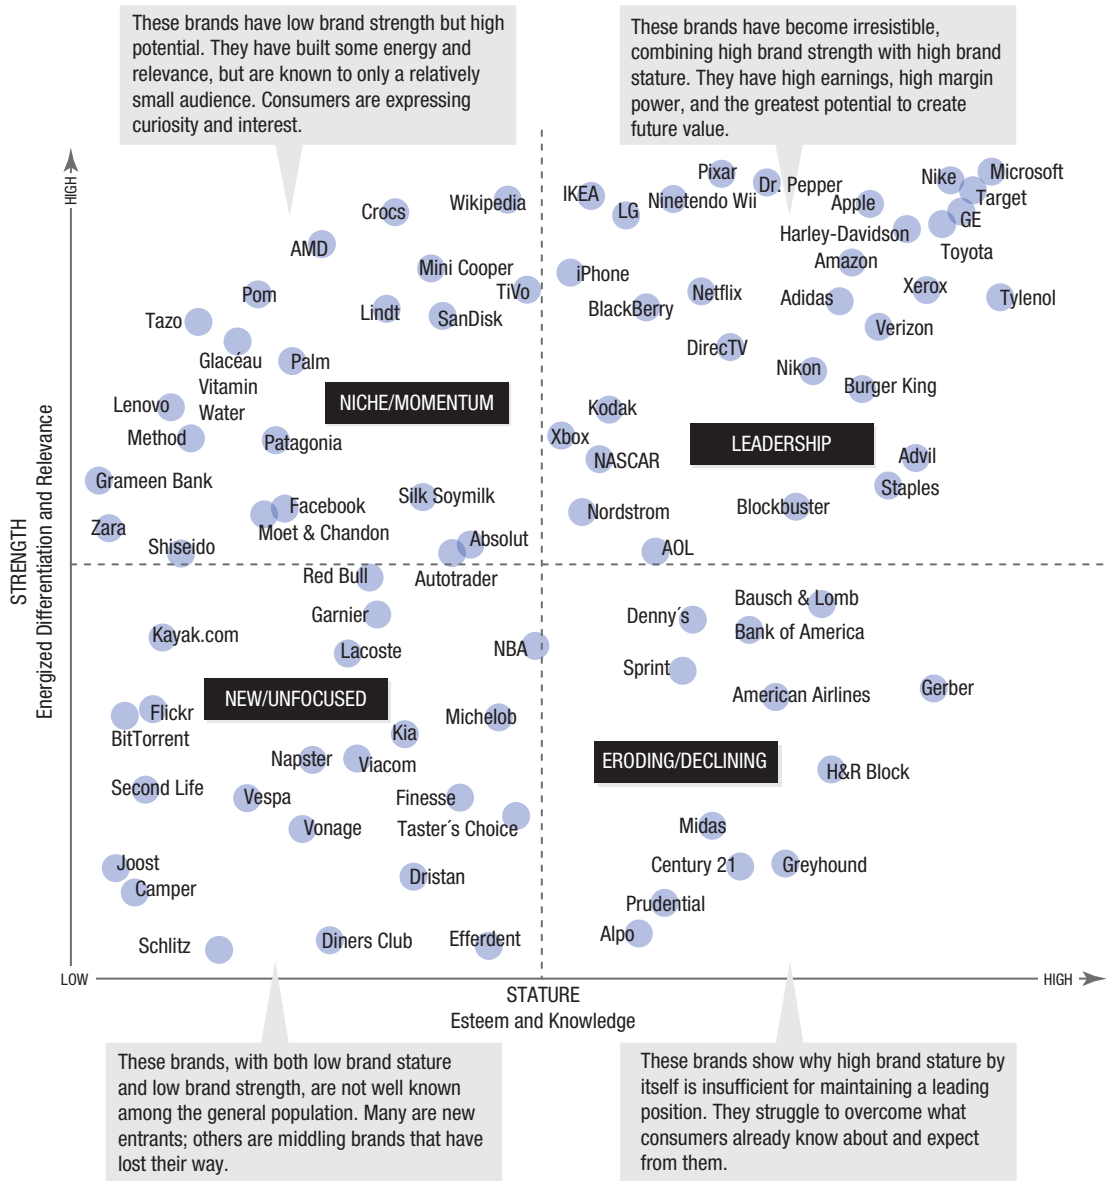 These brands have low brand strength but high
potential. They have built some energy and
relevance, but are known to only a relatively
small audience. Consumers are expressing
curiosity and interest.
These brands have become irresistible,
combining high brand strength with high brand
stature. They have high earnings, high margin
power, and the greatest potential to create
future value.
HIGH
STRENGTH
Energized Differentiation and Relevance
Crocs
Wikipedia
AMD
Mini Cooper
TiVo
Pom
Lindt
SanDisk
Tazo
Glacéau
Vitamin
Water
Palm
NICHE/MOMENTUM
Lenovo
Method
Patagonia
Grameen Bank
Silk Soymilk
Facebook
Moet & Chandon
Zara
Shiseido
Absolut
Autotrader
IKEA
LG
Ninetendo Wii
Pixar
Dr. Pepper
Apple
Nike
Microsoft
Target
GE
Harley-Davidson
Toyota
Amazon
iPhone
BlackBerry
Netflix
Adidas
Xerox
Tylenol
Verizon
DirecTV
Nikon
Burger King
Kodak
Xbox
NASCAR
LEADERSHIP
Advil
Staples
Nordstrom
Blockbuster
AOL
Red Bull
Garnier
Kayak.com
Lacoste
NBA
NEW/UNFOCUSED
Flickr
BitTorrent
Michelob
Kia
Napster
Viacom
Second Life
Vespa
Finesse
Vonage
Taster´s Choice
Joost
Camper
Dristan
Schlitz
Diners Club
Efferdent
Bausch & Lomb
Denny´s
Bank of America
Sprint
American Airlines
Gerber
ERODING/DECLINING
H&R Block
Midas
Century 21
Greyhound
Prudential
Alpo
LOW
HIGH
STATURE
Esteem and Knowledge
These brands, with both low brand stature
and low brand strength, are not well known
among the general population. Many are new
entrants; others are middling brands that have
lost their way.
These brands show why high brand stature by
itself is insufficient for maintaining a leading
position. They struggle to overcome what
consumers already know about and expect
from them.